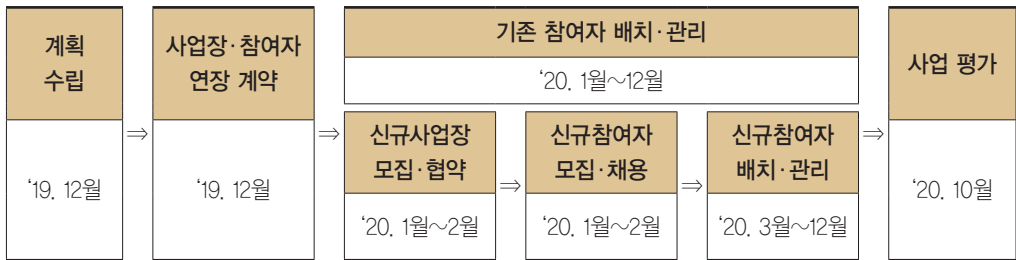 계획
수립
‘19. 12월
⇒
사업장·참여자
연장 계약
‘19. 12월
⇒
기존 참여자 배치·관리
‘20. 1월~12월
신규사업장
모집·협약
‘20. 1월~2월
⇒
신규참여자
모집·채용
‘20. 1월~2월
⇒
신규참여자
배치·관리
‘20. 3월~12월
⇒
사업 평가
‘20. 10월